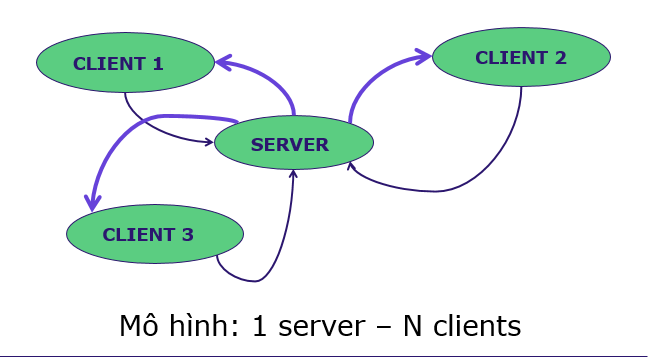 CLIENT 1
CLIENT 2
SERVER
CLIENT 3
Mô hình: 1 server – N clients